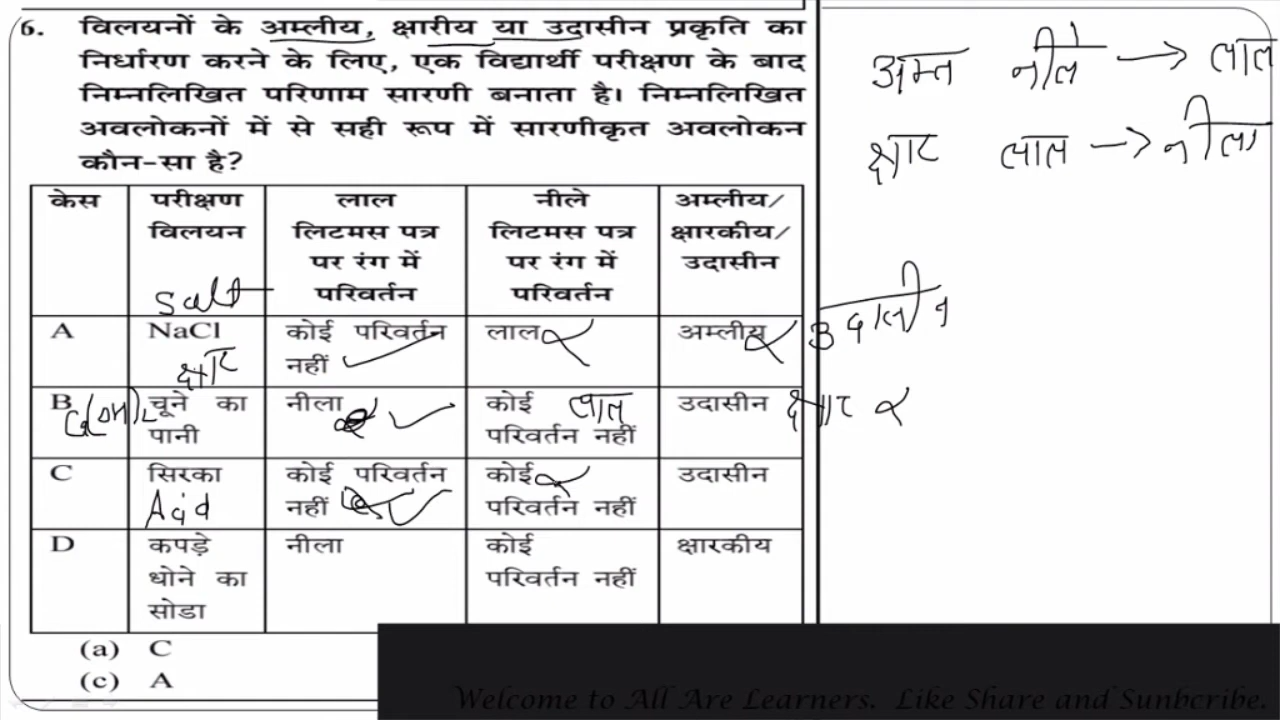 6. विलयनों के अम्लीय, क्षारीय या उदासीन प्रकृति का
निर्धारण करने के लिए, एक विद्यार्थी परीक्षण के बाद
निम्नलिखित परिणाम सारणी बनाता है। निम्नलिखित
अवलोकनों में से सही रूप में सारणीकृत अवलोकन
कौन-सा है?
अम्ल नीले → लाल
क्षार लाल → नीला
केस परीक्षण विलयन लाल लिटमस पत्र पर रंग में परिवर्तन नीले लिटमस पत्र पर रंग में परिवर्तन अम्लीय/ क्षारकीय/ उदासीन
Salt
A NaCl कोई परिवर्तन नहीं लाल अम्लीय उदासीन
क्षार
B चूने का पानी नीला कोई परिवर्तन नहीं उदासीन क्षार
लाल
C सिरका कोई परिवर्तन नहीं कोई परिवर्तन नहीं उदासीन
Acid
D कपड़े धोने का सोडा नीला कोई परिवर्तन नहीं क्षारकीय
(a) C
(c) A
Welcome to All Are Learners. Like Share and Sunbcribe.